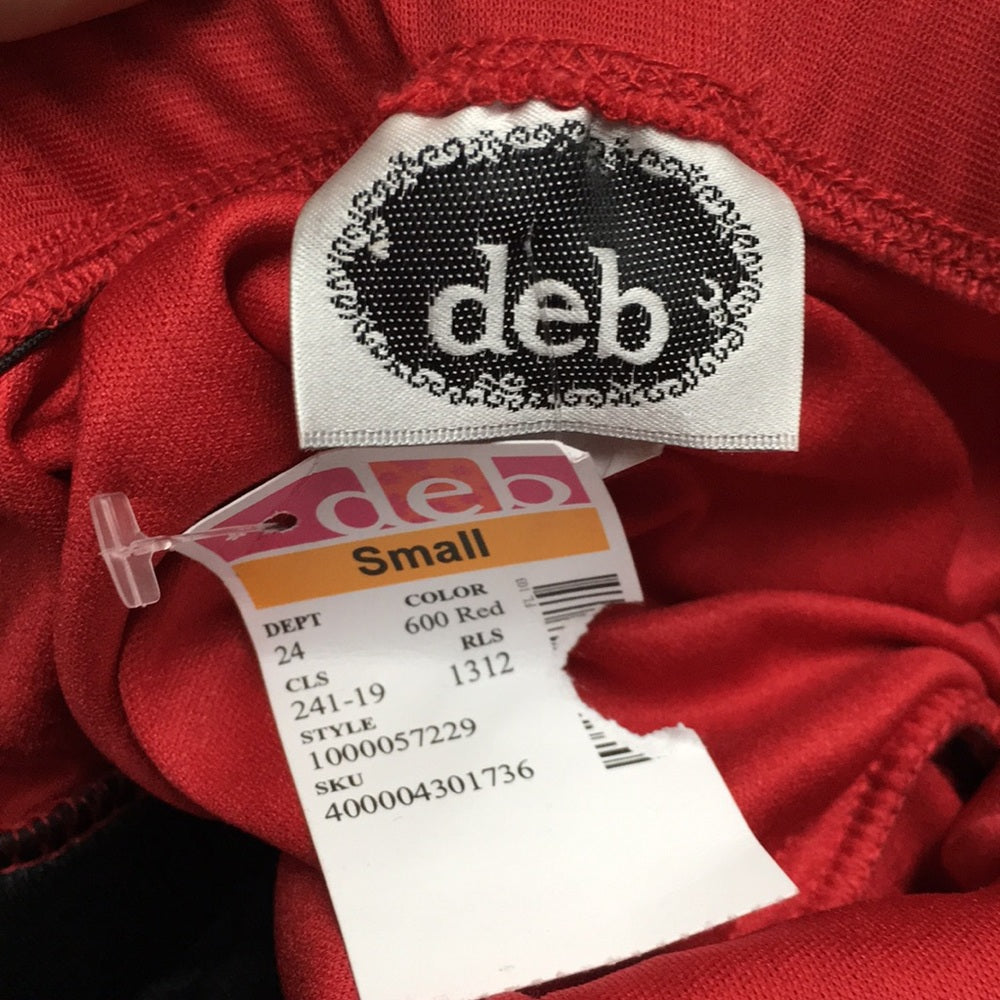 deb
deb
Small
DEPT
24
COLOR
600 Red
CLS
241-19
RLS
1312
STYLE
1000057229
SKU
400004301736